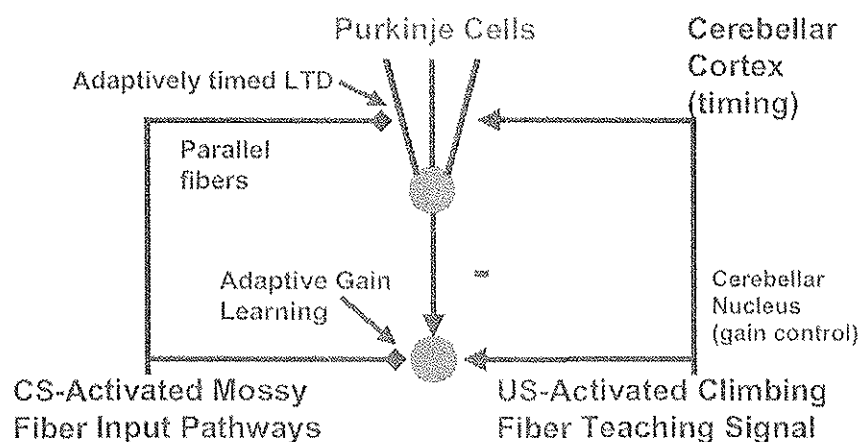 Purkinje Cells
Cerebellar
Cortex
(timing)
Adaptively timed LTD
Parallel
fibers
-
Adaptive Gain
Learning
Cerebellar
Nucleus
(gain control)
CS-Activated Mossy
Fiber Input Pathways
US-Activated Climbing
Fiber Teaching Signal